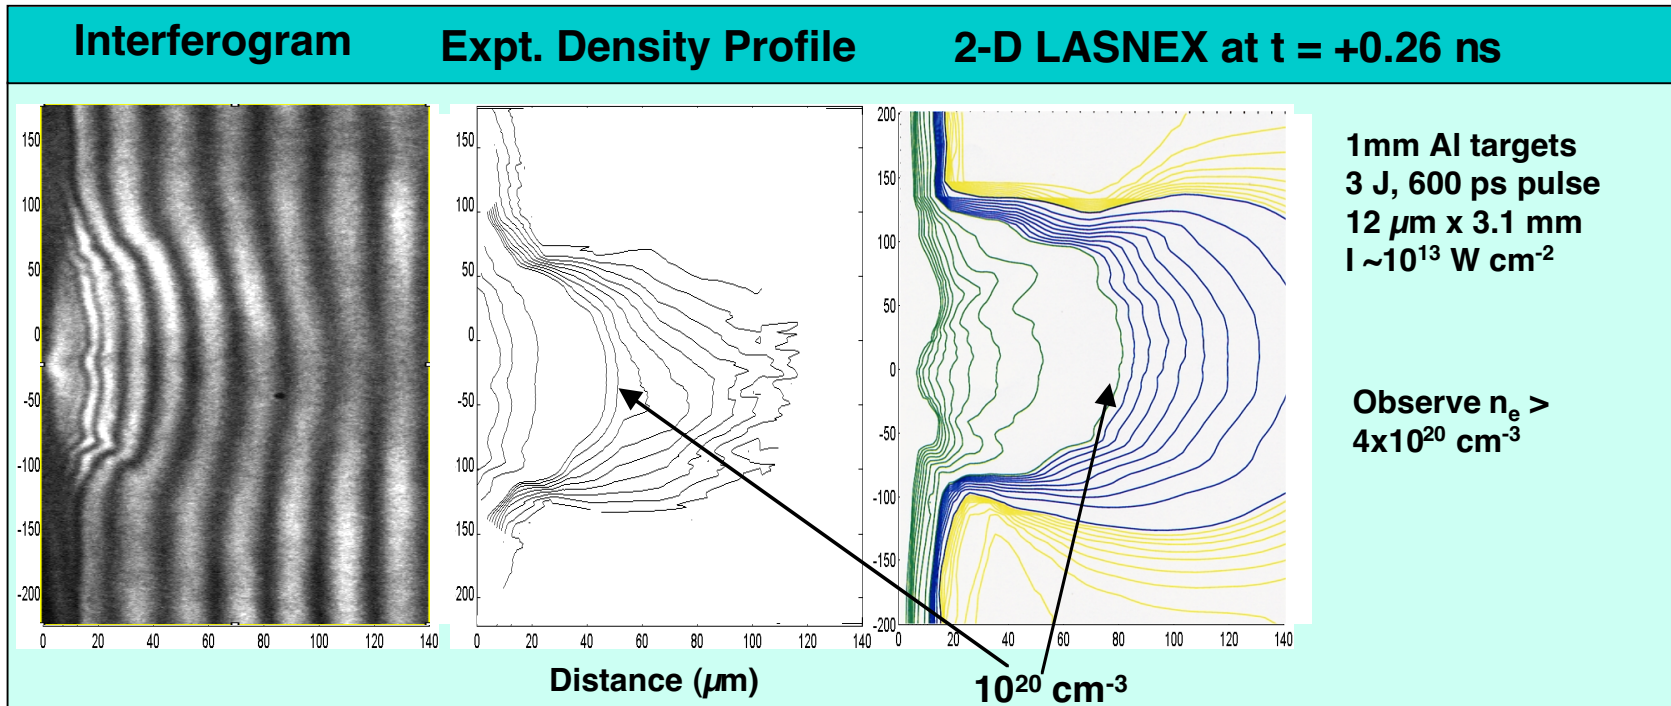 Interferogram
Expt. Density Profile
2-D LASNEX at t = +0.26 ns
150
100
50
0
-50
-100
-150
-200
0 20 40 60 80 100 120 140
150
100
50
0
-50
100
150
200
0 20 40 60 80 100 120 140
200
150
100
50
0
-50
-100
-150
-200
0 20 40 60 80 100 120 140
Distance (µm)
10²⁰ cm⁻³
1mm Al targets
3 J, 600 ps pulse
12 µm x 3.1 mm
I ~10¹³ W cm⁻²
Observe nₑ >
4x10²⁰ cm⁻³